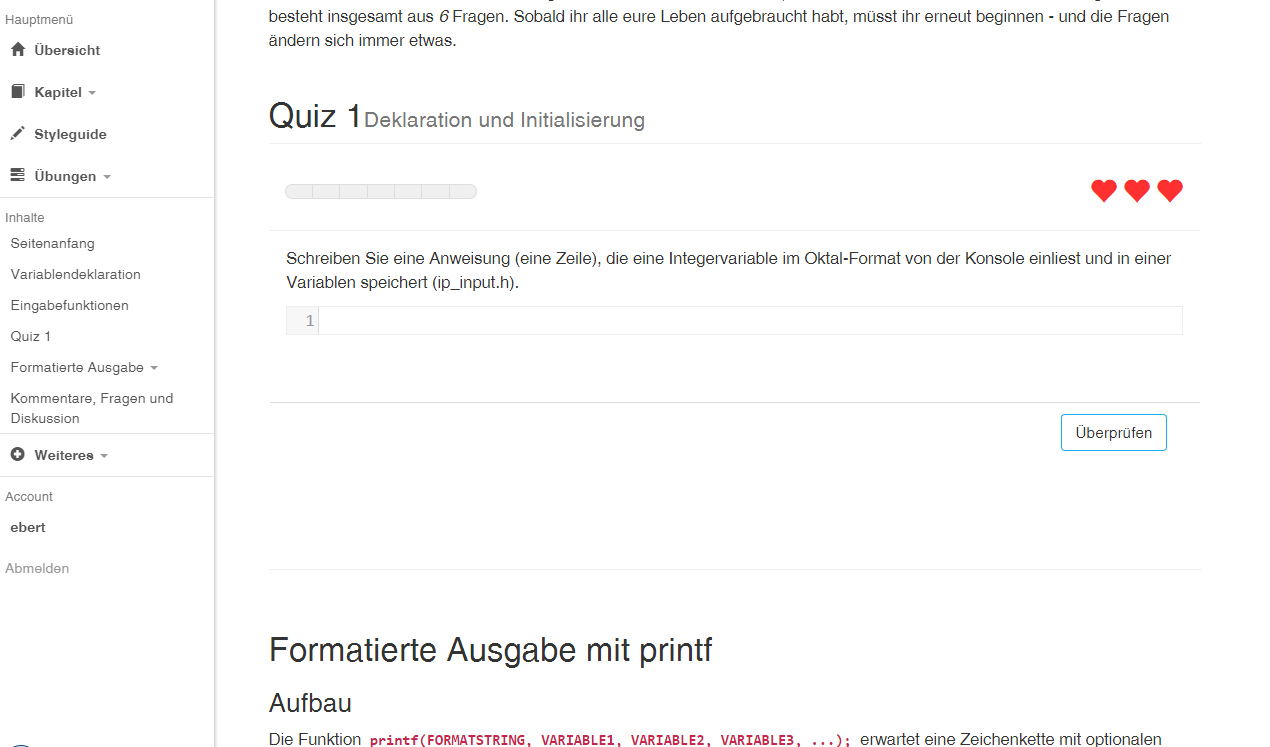 Hauptmenü
Übersicht
Kapitel
Styleguide
Übungen
Inhalte
Seitenanfang
Variablendeklaration
Eingabefunktionen
Quiz 1
Formatierte Ausgabe
Kommentare, Fragen und
Diskussion
Weiteres
Account
ebert
Abmelden
besteht insgesamt aus 6 Fragen. Sobald ihr alle eure Leben aufgebraucht habt, müsst ihr erneut beginnen - und die Fragen
ändern sich immer etwas.
Quiz 1 Deklaration und Initialisierung
Schreiben Sie eine Anweisung (eine Zeile), die eine Integervariable im Oktal-Format von der Konsole einliest und in einer
Variablen speichert (ip_input.h).
1
Überprüfen
Formatierte Ausgabe mit printf
Aufbau
Die Funktion printf(FORMATSTRING, VARIABLE1, VARIABLE2, VARIABLE3, ...); erwartet eine Zeichenkette mit optionalen